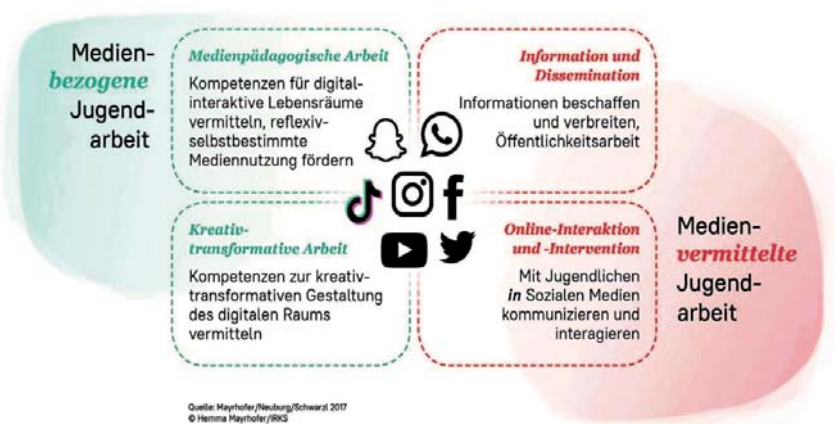 Medien-
bezogene
Jugend-
arbeit
Medienpädagogische Arbeit
Kompetenzen für digital-
interaktive Lebensräume
vermitteln, reflexiv-
selbstbestimmte
Mediennutzung fördern
Information und
Dissemination
Informationen beschaffen
und verbreiten,
Öffentlichkeitsarbeit
Kreativ-
transformative Arbeit
Kompetenzen zur kreativ-
transformativen Gestaltung
des digitalen Raums
vermitteln
Online-Interaktion
und -Intervention
Mit Jugendlichen
in Sozialen Medien
kommunizieren und
interagieren
Medien-
vermittelte
Jugend-
arbeit
Quelle: Mayrhofer/Neuburg/Schwarzl 2017
© Hemma Mayrhofer/IRKS